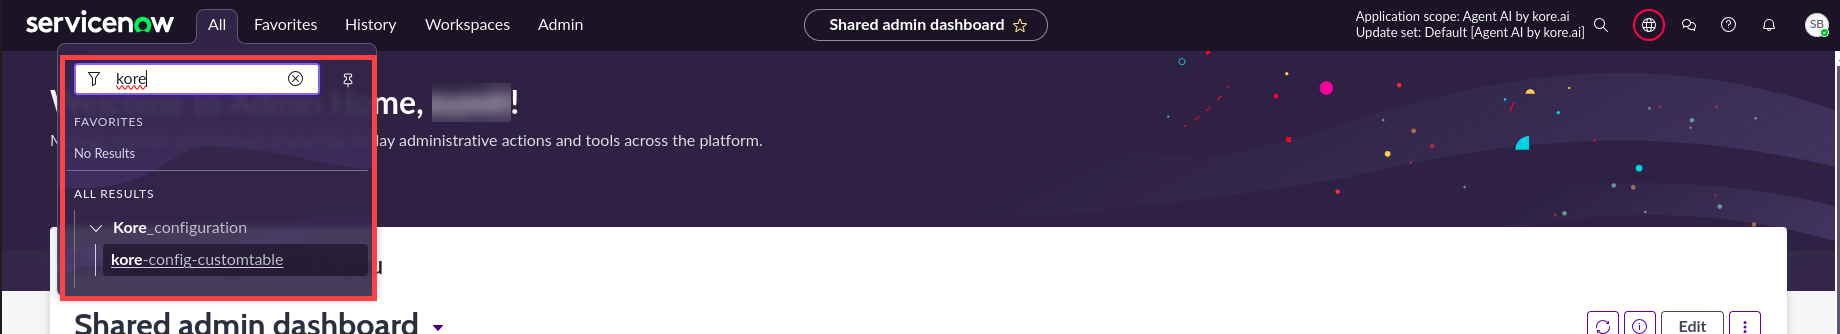 servicenow
All
Favorites
History
Workspaces
Admin
Shared admin dashboard
Application scope: Agent AI by kore.ai
Update set: Default [Agent AI by kore.ai]
SB
kore
me, !
FAVORITES
lay administrative actions and tools across the platform.
No Results
ALL RESULTS
Kore_configuration
kore-config-customtable
Shared admin dashboard
Edit